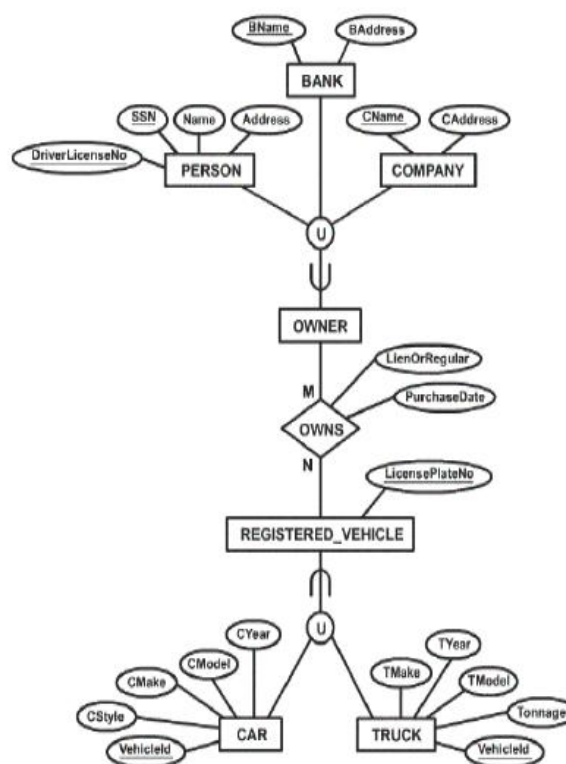 BName BAddress
BANK
SSN Name Address CName CAddress
DriverLicenseNo
PERSON COMPANY
U
OWNER
LienOrRegular
M
PurchaseDate
OWNS
N
LicensePlateNo
REGISTERED_VEHICLE
U
CYear TYear
CModel TMake
CMake TModel
CStyle Tonnage
VehicleId CAR TRUCK VehicleId